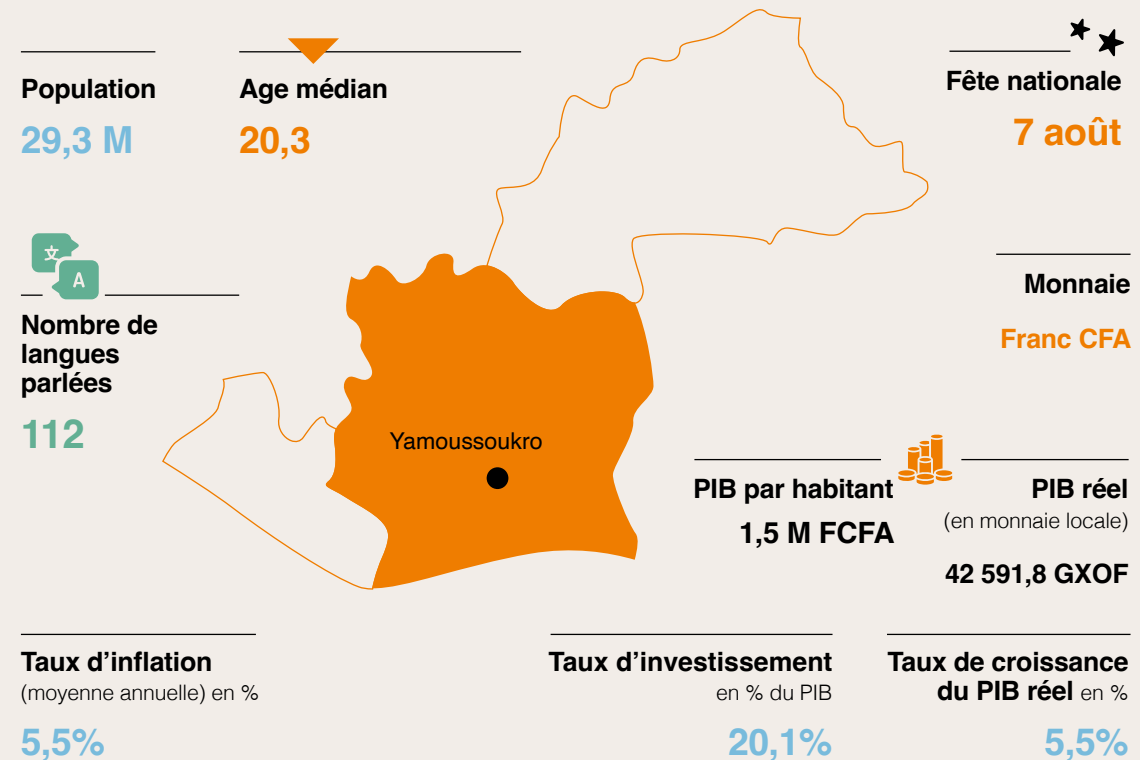 Population
29,3 M
Age médian
20,3
Fête nationale
7 août
文
A
Nombre de
langues
parlées
112
Monnaie
Franc CFA
Yamoussoukro
PIB par habitant
1,5 M FCFA
PIB réel
(en monnaie locale)
42 591,8 GXOF
Taux d’inflation
(moyenne annuelle) en %
5,5%
Taux d’investissement
en % du PIB
20,1%
Taux de croissance
du PIB réel en %
5,5%